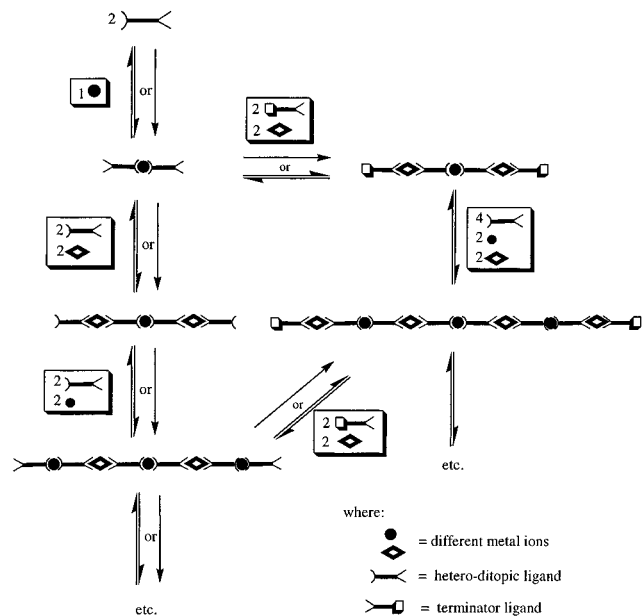 2
1
or
2
2
or
2
2
or
4
2
2
2
2
or
or
2
2
etc.
or
where:
= different metal ions
= hetero-ditopic ligand
= terminator ligand
etc.